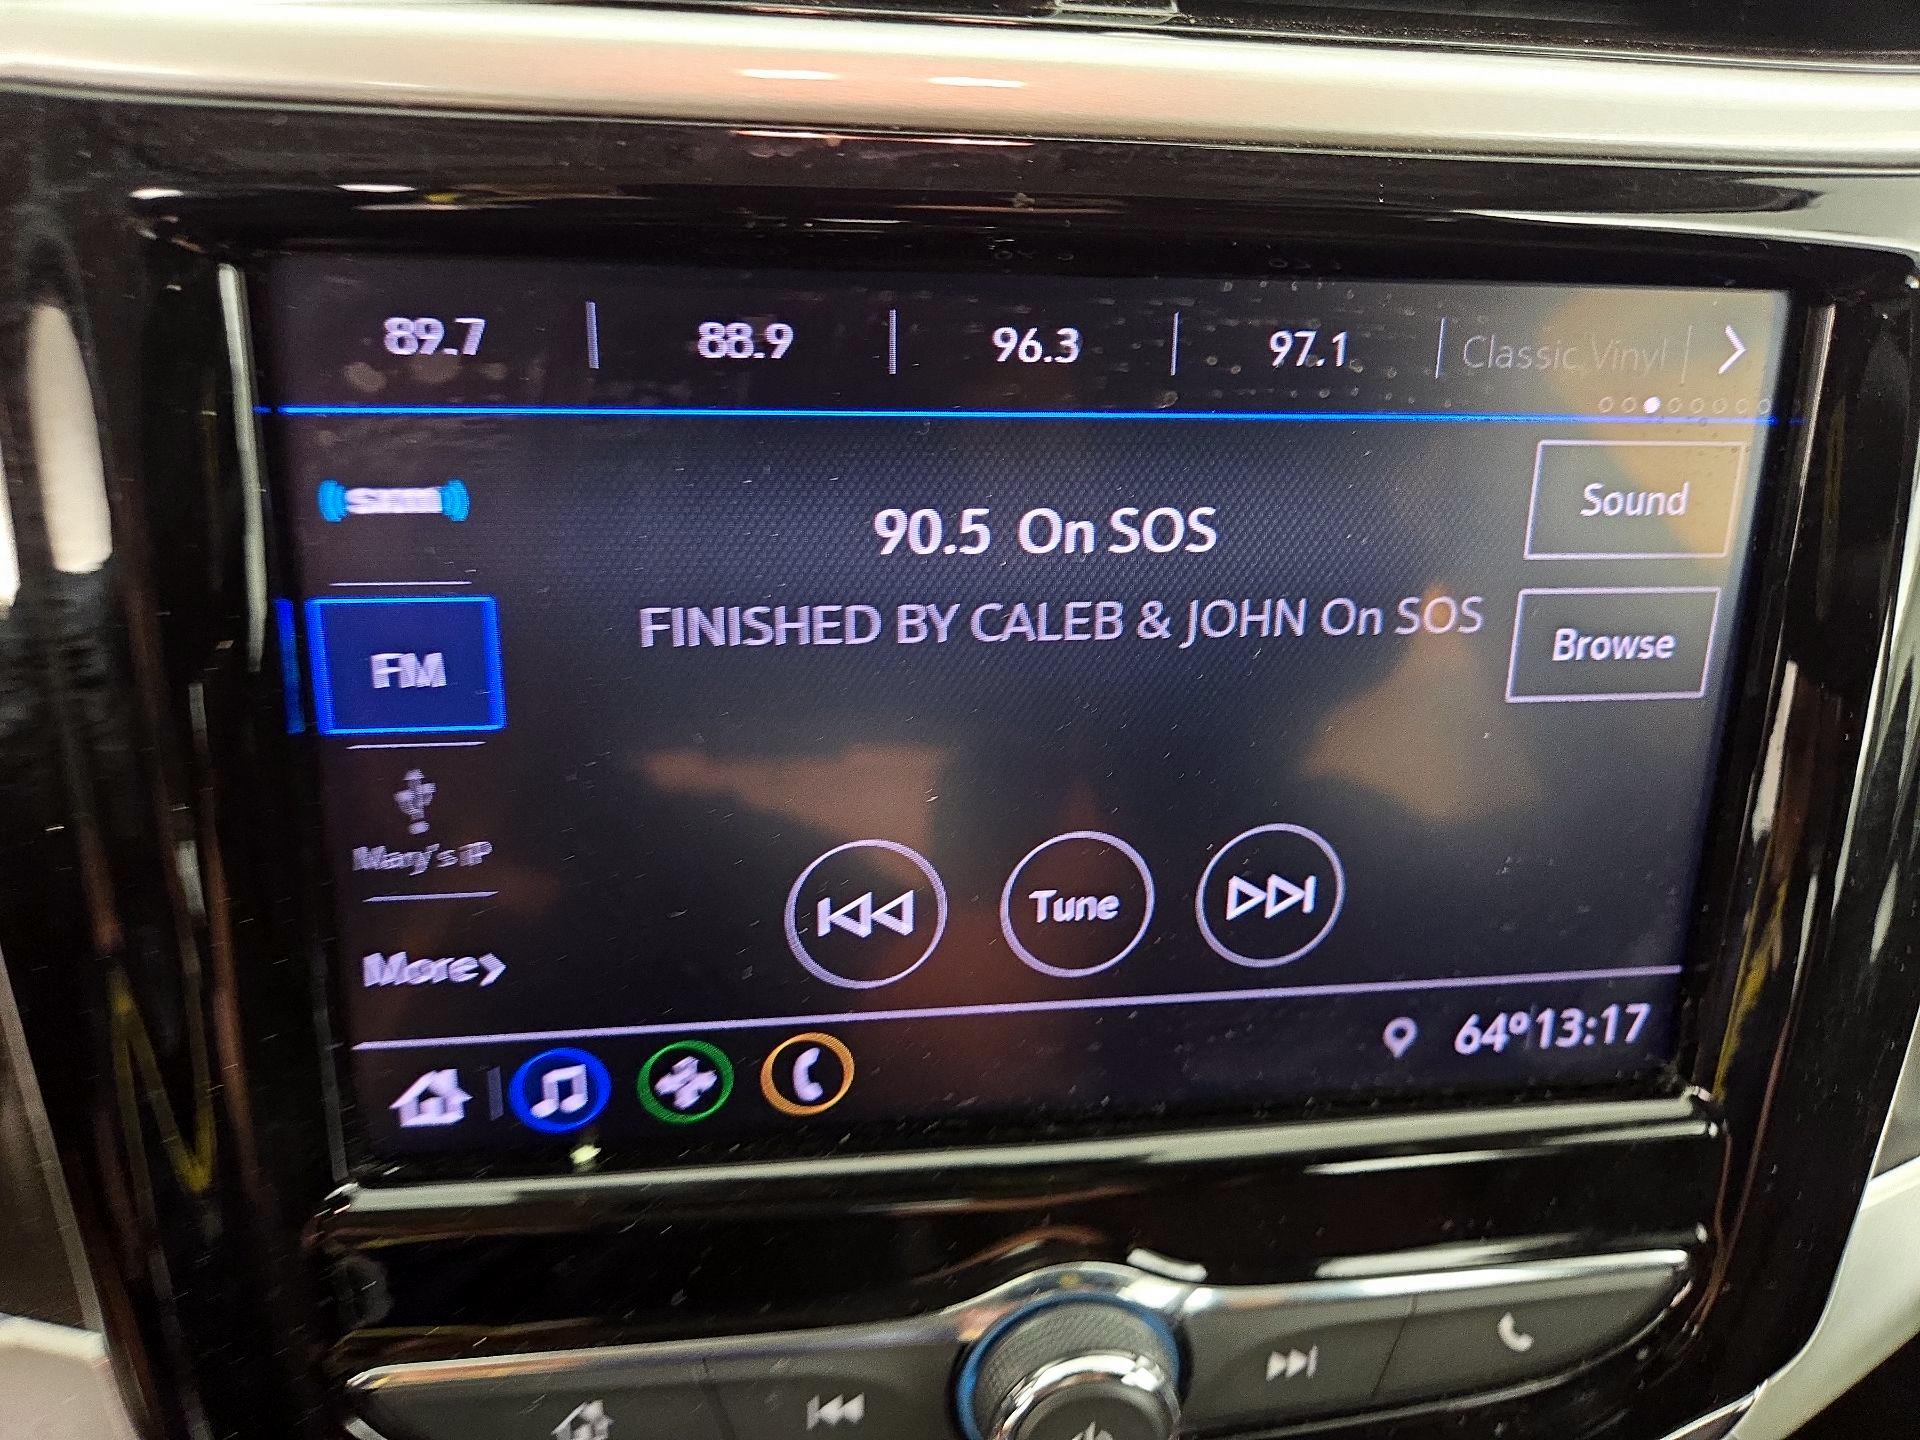 89.7 88.9 96.3 97.1 Classic Vinyl
sxm
90.5 On SOS
Sound
FINISHED BY CALEB & JOHN On SOS
Browse
FM
Mary's iP
Tune
More
64° 13:17